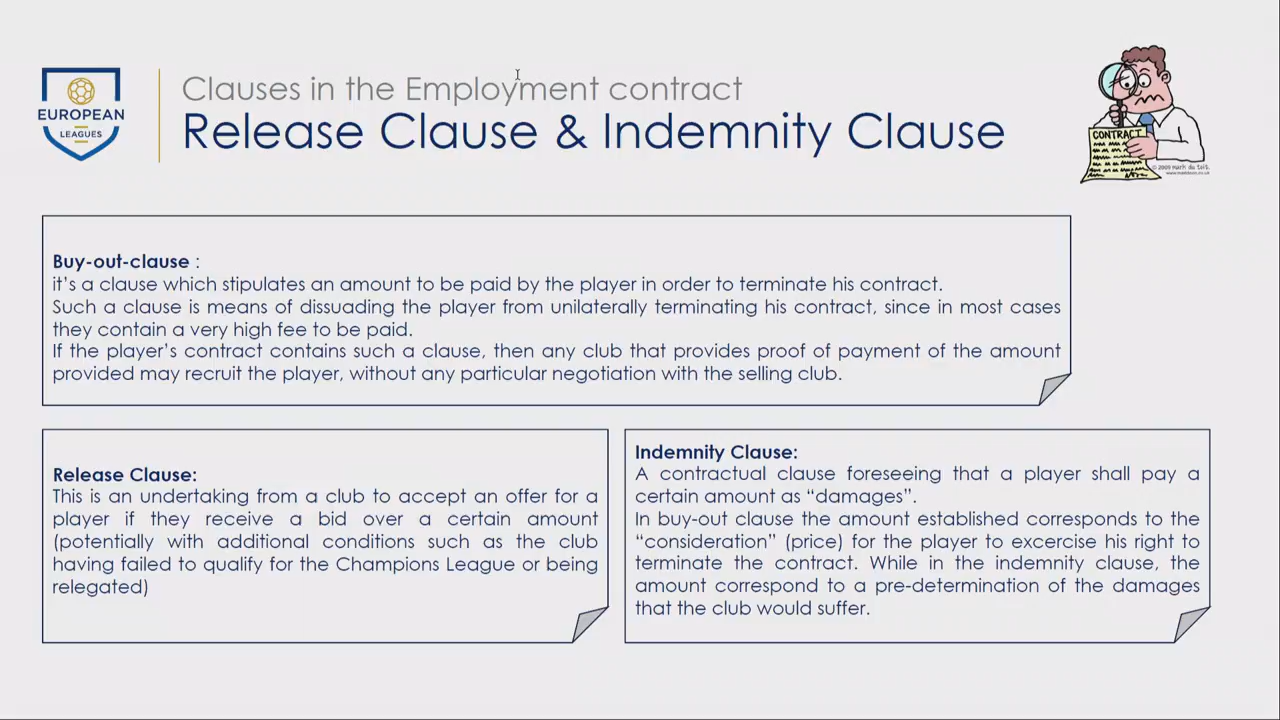 Clauses in the Employment contract
Release Clause & Indemnity Clause
EUROPEAN
LEAGUES
CONTRACT
© 2009 mark du toit.
Buy-out-clause :
it's a clause which stipulates an amount to be paid by the player in order to terminate his contract.
Such a clause is means of dissuading the player from unilaterally terminating his contract, since in most cases
they contain a very high fee to be paid.
If the player's contract contains such a clause, then any club that provides proof of payment of the amount
provided may recruit the player, without any particular negotiation with the selling club.
Release Clause:
This is an undertaking from a club to accept an offer for a
player if they receive a bid over a certain amount
(potentially with additional conditions such as the club
having failed to qualify for the Champions League or being
relegated)
Indemnity Clause:
A contractual clause foreseeing that a player shall pay a
certain amount as “damages”.
In buy-out clause the amount established corresponds to the
“consideration” (price) for the player to excercise his right to
terminate the contract. While in the indemnity clause, the
amount correspond to a pre-determination of the damages
that the club would suffer.